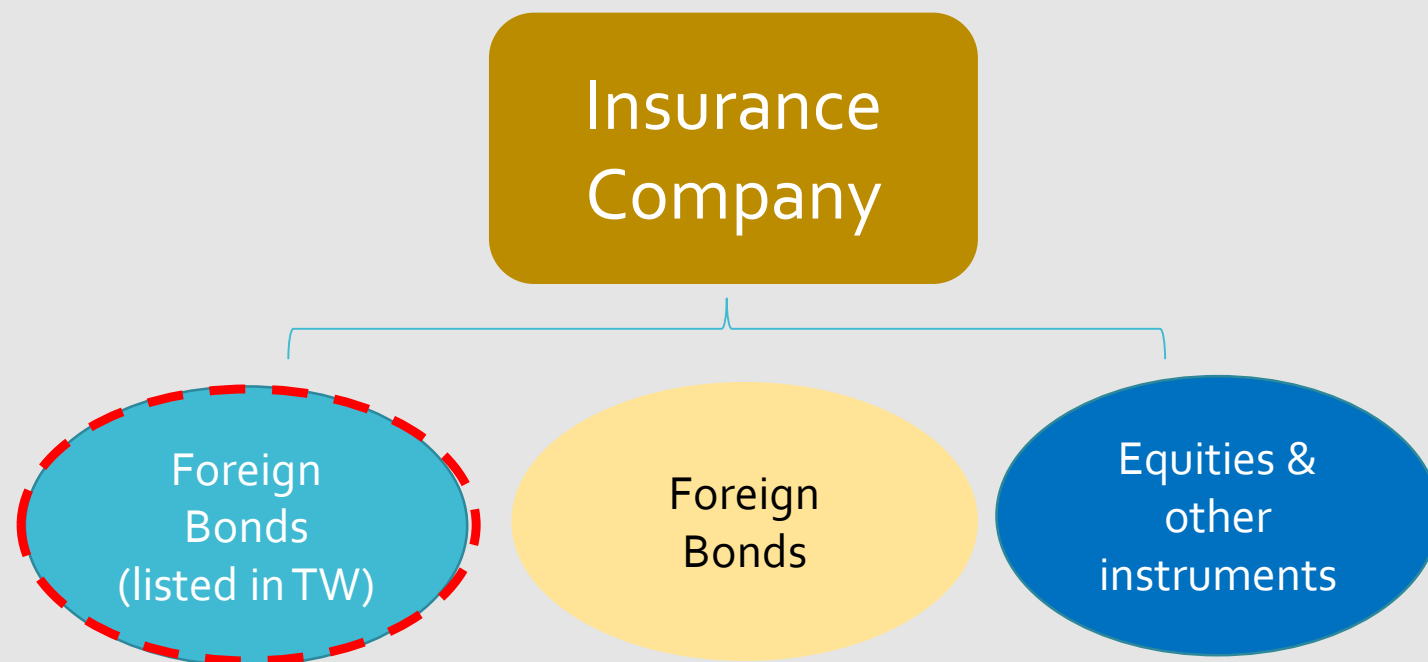 Insurance
Company
Foreign
Bonds
(listed in TW)
Foreign
Bonds
Equities &
other
instruments